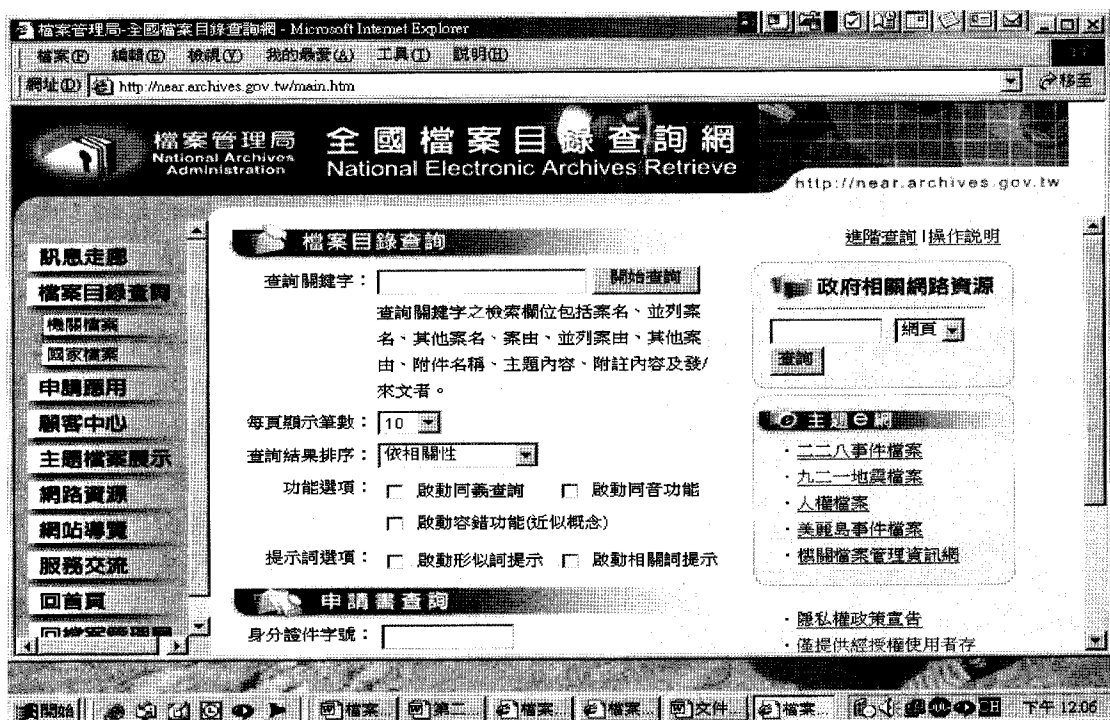 檔案管理局-全國檔案目錄查詢網 - Microsoft Internet Explorer
檔案(F) 編輯(E) 檢視(V) 我的最愛(A) 工具(T) 說明(H)
網址(D) http://near.archives.gov.tw/main.htm 移至
檔案管理局
National Archives
Administration
全國檔案目錄查詢網
National Electronic Archives Retrieve
http://near.archives.gov.tw
訊息走廊
檔案目錄查詢
機關檔案
國家檔案
申請應用
顧客中心
主題檔案展示
網路資源
網站導覽
服務交流
回首頁
回檔案管理局
檔案目錄查詢
進階查詢 | 操作說明
查詢關鍵字: 開始查詢
查詢關鍵字之檢索欄位包括案名、並列案
名、其他案名、案由、並列案由、其他案
由、附件名稱、主題內容、附註內容及發/
來文者。
每頁顯示筆數: 10
查詢結果排序: 依相關性
功能選項: 啟動同義查詢 啟動同音功能
啟動容錯功能(近似概念)
提示詞選項: 啟動形似詞提示 啟動相關詞提示
申請書查詢
身分證件字號:
政府相關網路資源
網頁
查詢
主題e網
·二二八事件檔案
·九二一地震檔案
·人權檔案
·美麗島事件檔案
·機關檔案管理資訊網
·隱私權政策宣告
·僅提供經授權使用者存
開始 檔案... 第二... 檔案... 檔案... 文件... 檔案... 下午 12:06